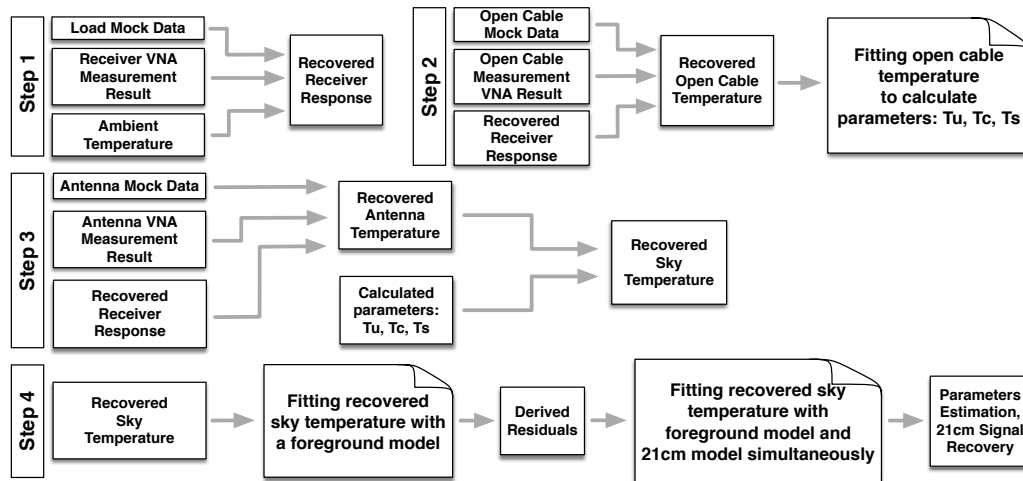 Step 1
Load Mock Data
Receiver VNA
Measurement
Result
Ambient
Temperature
Recovered
Receiver
Response
Step 2
Open Cable
Mock Data
Open Cable
Measurement
VNA Result
Recovered
Receiver
Response
Recovered
Open Cable
Temperature
Fitting open cable
temperature
to calculate
parameters: Tu, Tc, Ts
Step 3
Antenna Mock Data
Antenna VNA
Measurement
Result
Recovered
Receiver
Response
Recovered
Antenna
Temperature
Calculated
parameters:
Tu, Tc, Ts
Recovered
Sky
Temperature
Step 4
Recovered
Sky
Temperature
Fitting recovered
sky temperature with
a foreground model
Derived
Residuals
Fitting recovered sky
temperature with
foreground model and
21cm model simultaneously
Parameters
Estimation,
21cm Signal
Recovery